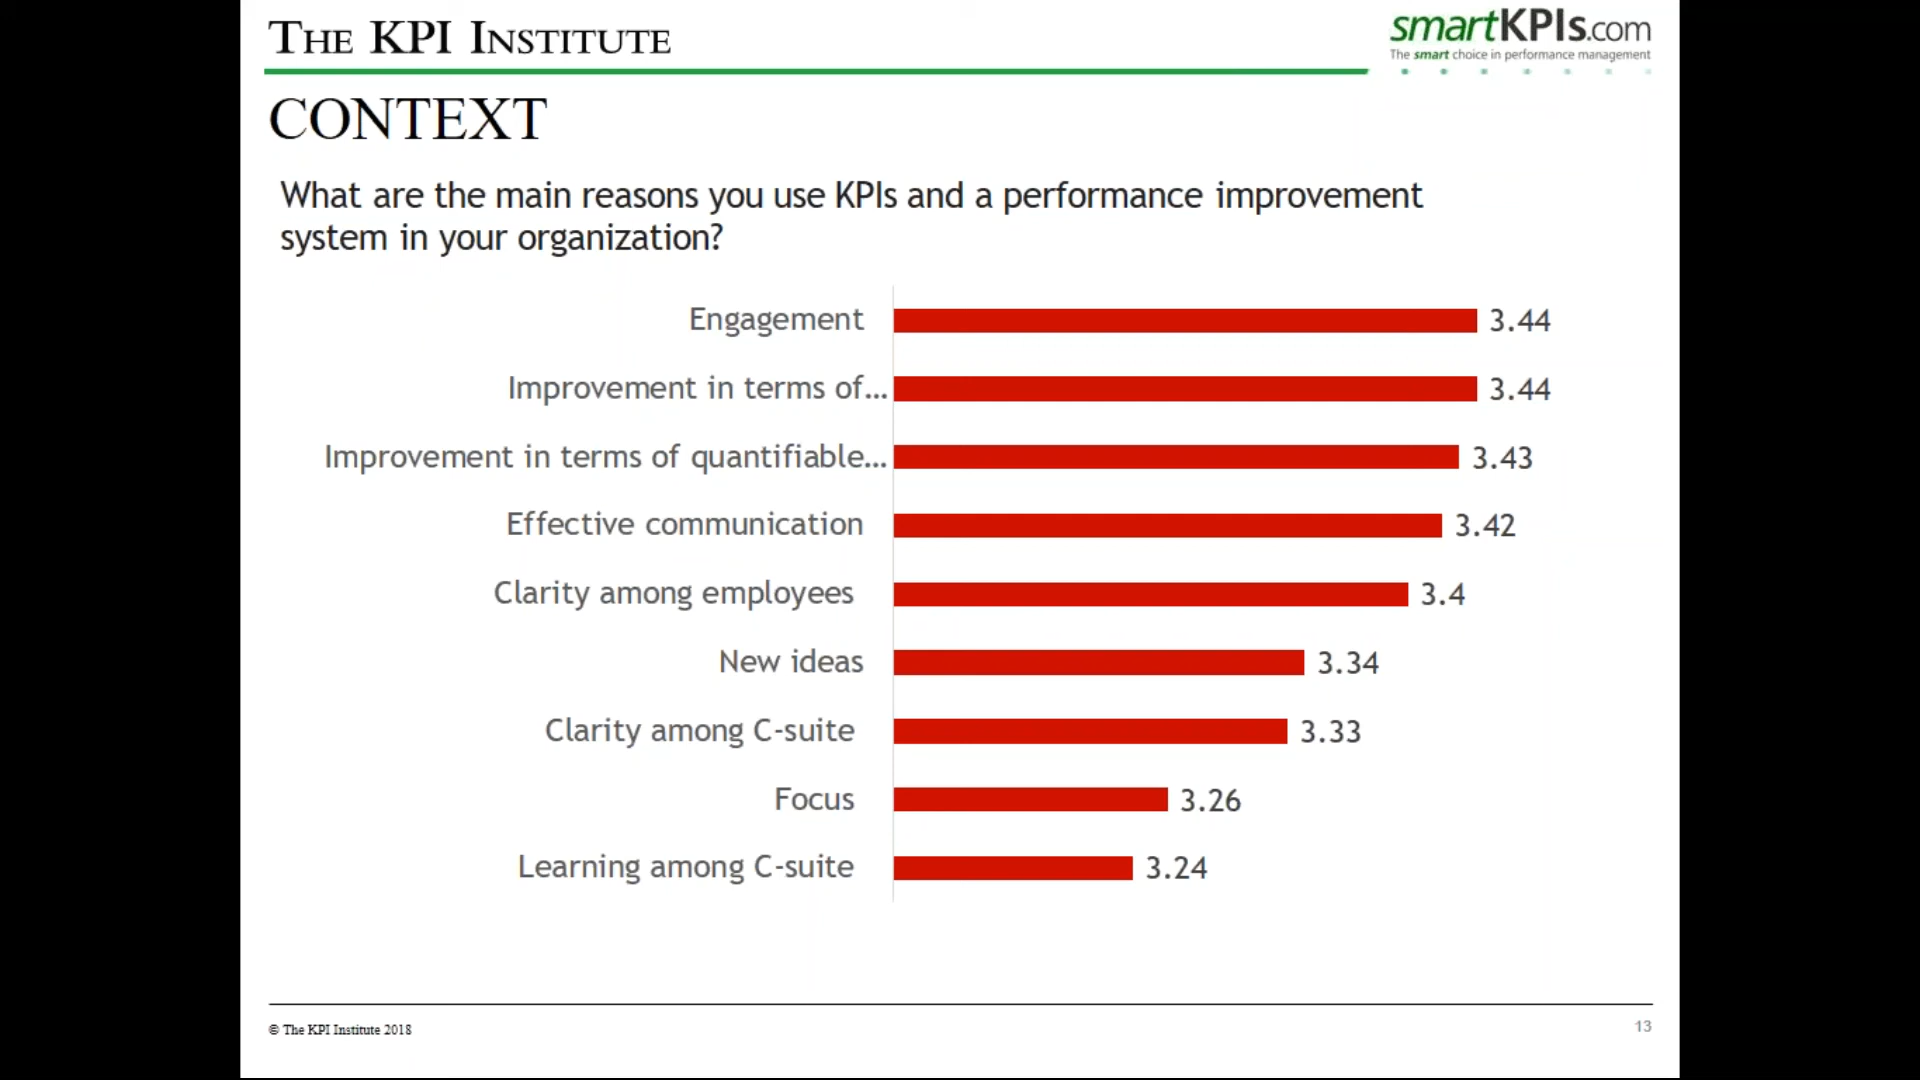 THE KPI INSTITUTE
smartKPIs.com
The smart choice in performance management
CONTEXT
What are the main reasons you use KPIs and a performance improvement
system in your organization?
Engagement 3.44
Improvement in terms of... 3.44
Improvement in terms of quantifiable... 3.43
Effective communication 3.42
Clarity among employees 3.4
New ideas 3.34
Clarity among C-suite 3.33
Focus 3.26
Learning among C-suite 3.24
© The KPI Institute 2018
13